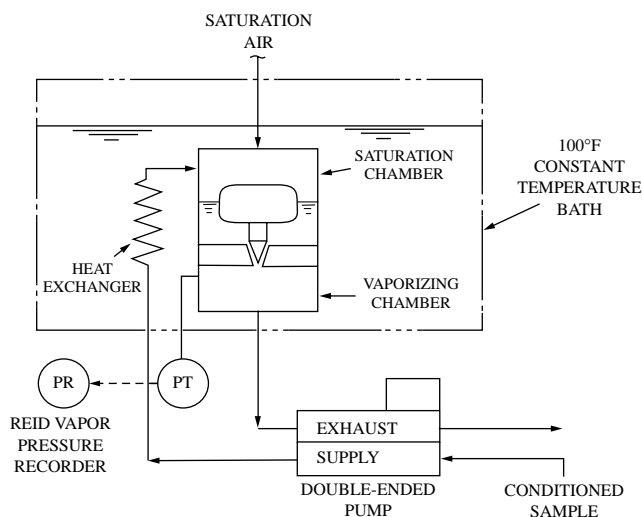 SATURATION
AIR
SATURATION
CHAMBER
100°F
CONSTANT
TEMPERATURE
BATH
HEAT
EXCHANGER
VAPORIZING
CHAMBER
PR
PT
REID VAPOR
PRESSURE
RECORDER
EXHAUST
SUPPLY
DOUBLE-ENDED
PUMP
CONDITIONED
SAMPLE